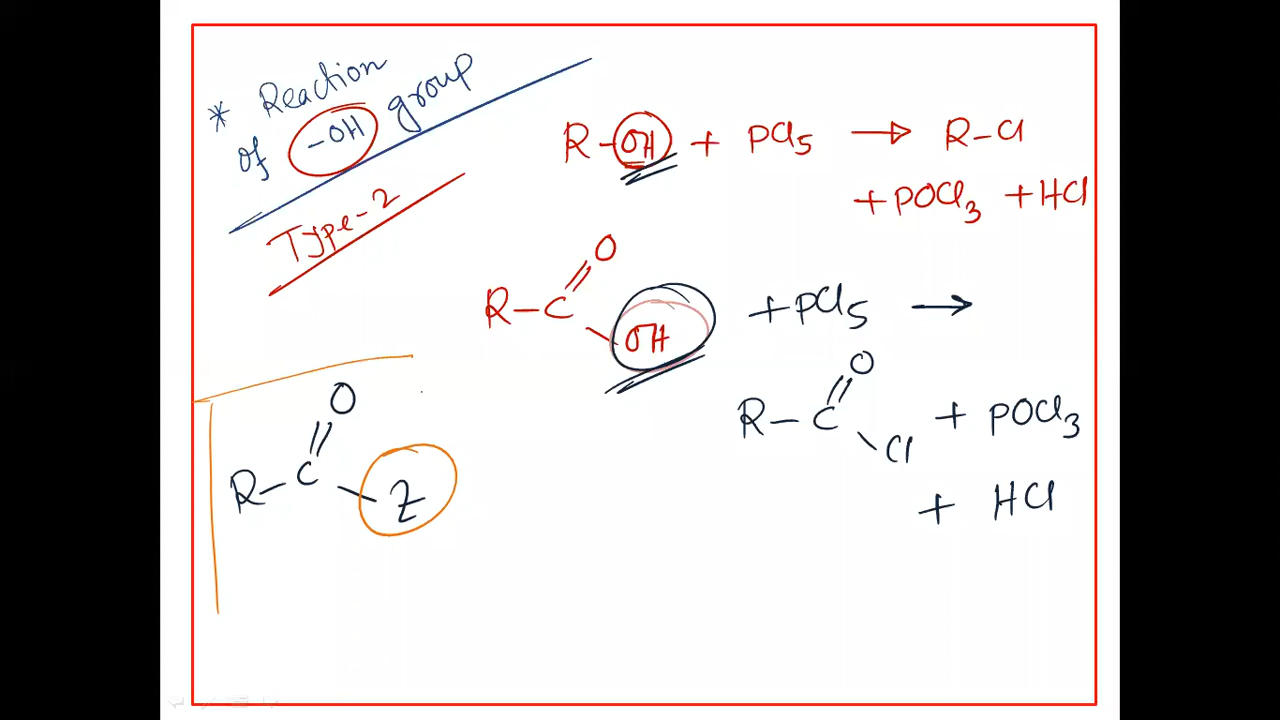 * Reaction
of -OH group
Type-2
R-OH + PCl5 → R-Cl
+ POCl3 + HCl
O
R-C
OH
+ PCl5 →
O
R-C
Cl
+ POCl3
+ HCl
O
R-C
Z